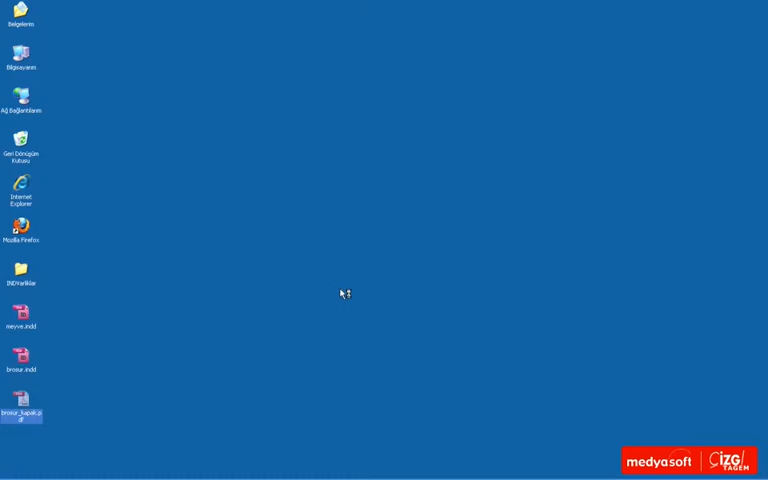 Belgelerim
Bilgisayarım
Ağ Bağlantılarım
Geri Dönüşüm
Kutusu
Internet
Explorer
Mozilla Firefox
INDVarliklar
meyve.indd
brosur.indd
brosur_kapak.p
df
medyasoft
ÇİZGİ
TAGEM